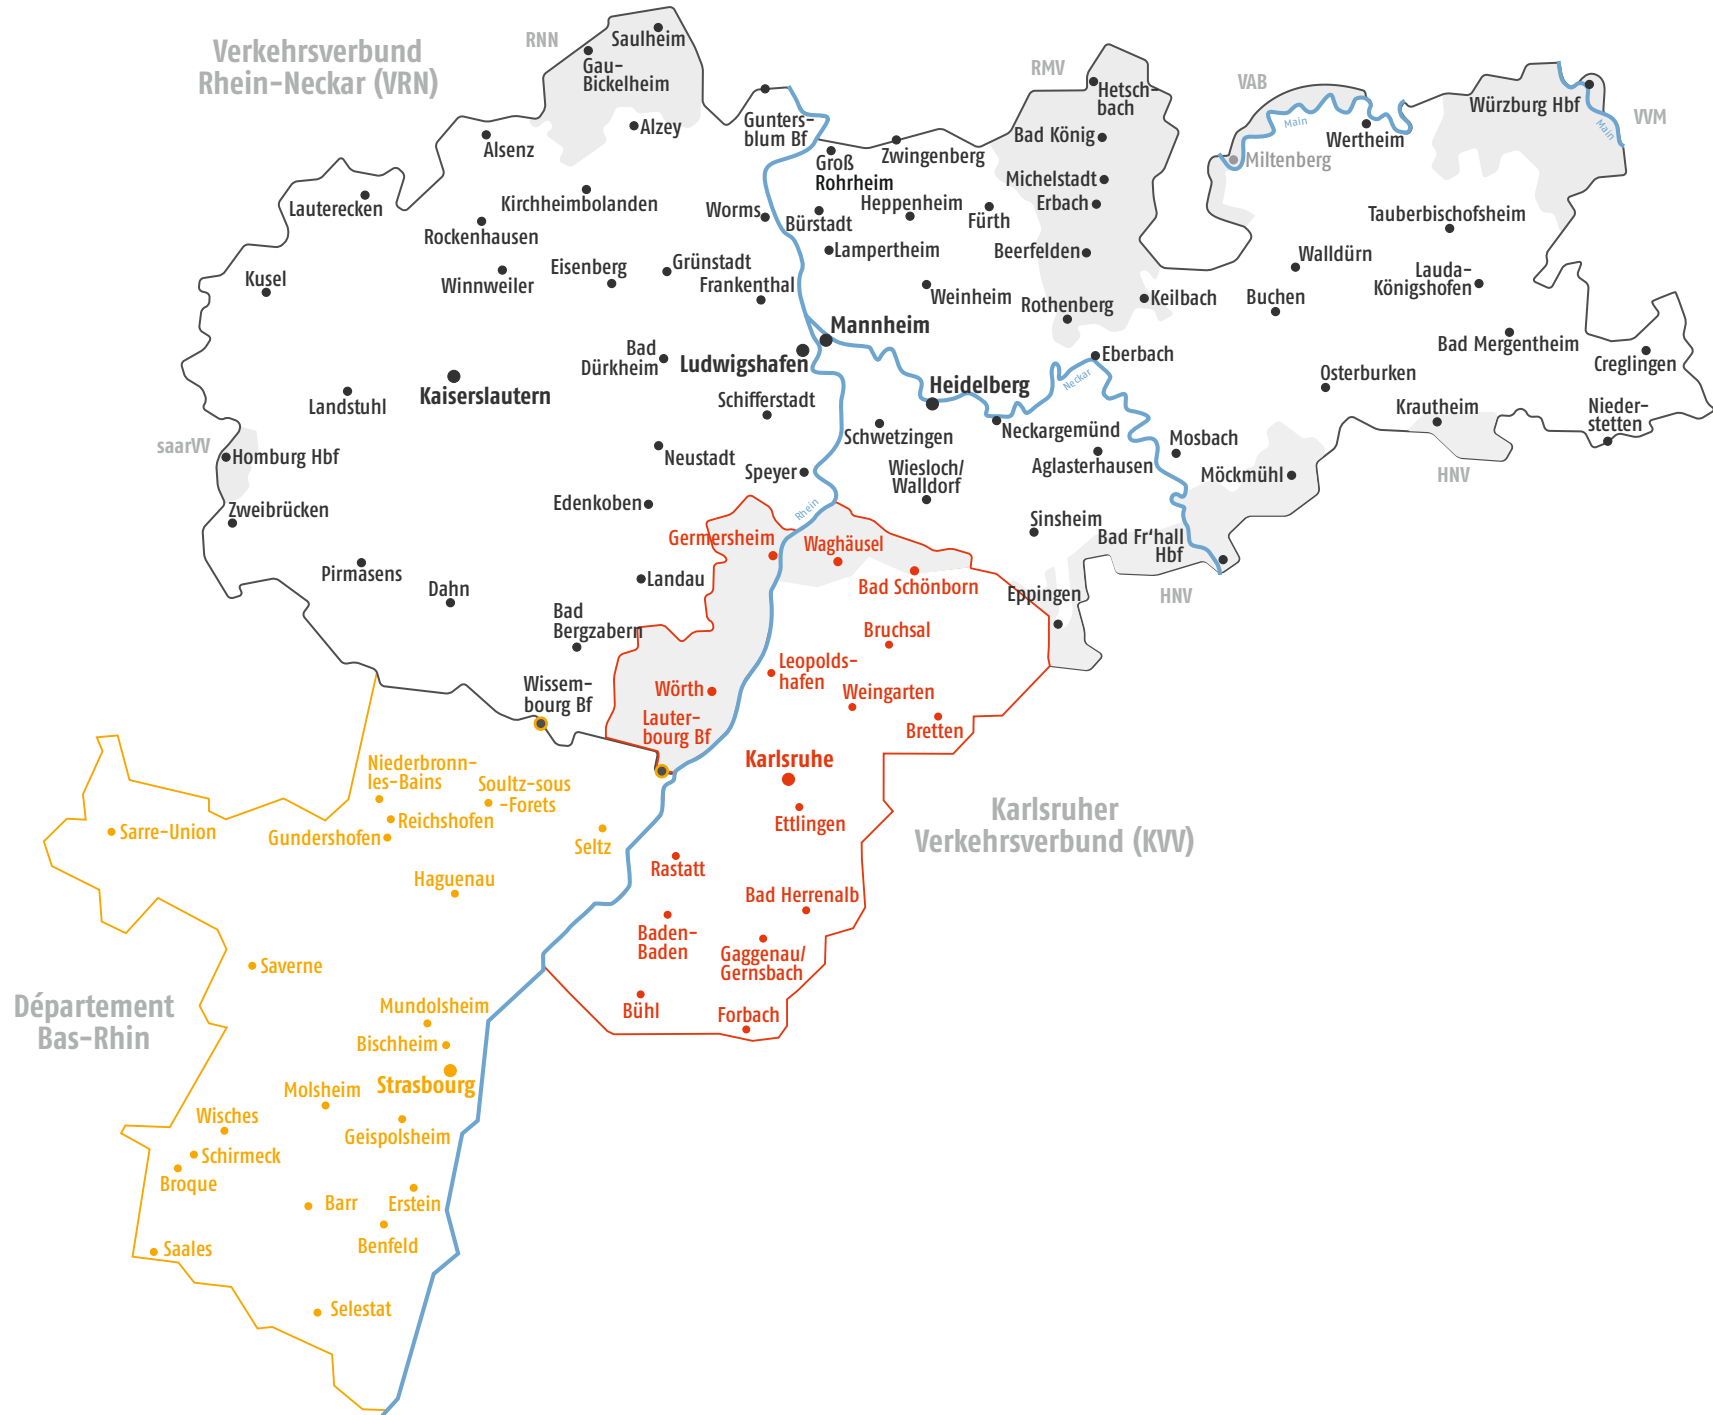 Verkehrsverbund
Rhein-Neckar (VRN)
RNN
Saulheim
Gau-
Bickelheim
Alzey
Alsenz
Gunters-
blum Bf
RMV
Hetsch-
bach
Bad König
VAB
Main
Miltenberg
Wertheim
Würzburg Hbf
Main
VVM
Zwingenberg
Groß
Rohrheim
Lauterecken
Kirchheimbolanden
Rockenhausen
Worms
Bürstadt
Heppenheim
Fürth
Michelstadt
Erbach
Tauberbischofsheim
Lampertheim
Beerfelden
Walldürn
Kusel
Winnweiler
Eisenberg
Grünstadt
Frankenthal
Weinheim
Rothenberg
Keilbach
Buchen
Lauda-
Königshofen
Mannheim
Bad
Dürkheim
Ludwigshafen
Eberbach
Bad Mergentheim
Creglingen
Kaiserslautern
Landstuhl
Schifferstadt
Heidelberg
Neckar
Osterburken
Krautheim
Nieder-
stetten
saarVV
Homburg Hbf
Neustadt
Schwetzingen
Neckargemünd
Mosbach
Speyer
Wiesloch/
Walldorf
Aglasterhausen
Möckmühl
HNV
Zweibrücken
Edenkoben
Rhein
Sinsheim
Germersheim
Waghäusel
Bad Fr'hall
Hbf
Pirmasens
Dahn
Landau
Bad Schönborn
Eppingen
HNV
Bad
Bergzabern
Bruchsal
Leopolds-
hafen
Wissem-
bourg Bf
Wörth
Weingarten
Lauter-
bourg Bf
Bretten
Karlsruhe
Niederbronn-
les-Bains
Soultz-sous
-Forets
Sarre-Union
Reichshofen
Gundershofen
Seltz
Ettlingen
Karlsruher
Verkehrsverbund (KVV)
Rastatt
Haguenau
Bad Herrenalb
Baden-
Baden
Gaggenau/
Gernsbach
Saverne
Département
Bas-Rhin
Mundolsheim
Bühl
Forbach
Bischheim
Strasbourg
Molsheim
Wisches
Geispolsheim
Schirmeck
Broque
Barr
Erstein
Benfeld
Saales
Selestat